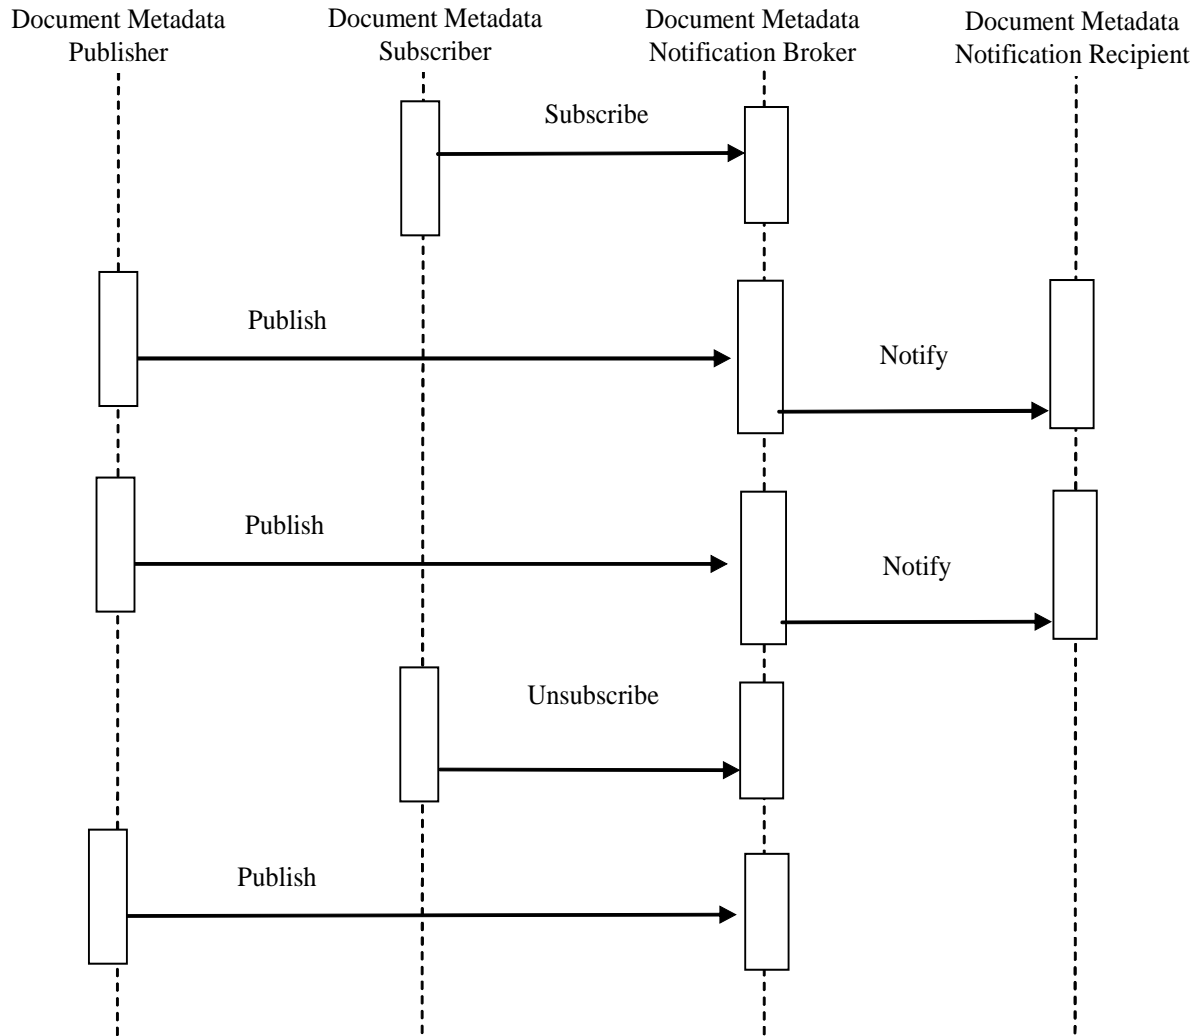 Document Metadata
Publisher
Document Metadata
Subscriber
Document Metadata
Notification Broker
Document Metadata
Notification Recipient
Subscribe
Publish
Notify
Publish
Notify
Unsubscribe
Publish